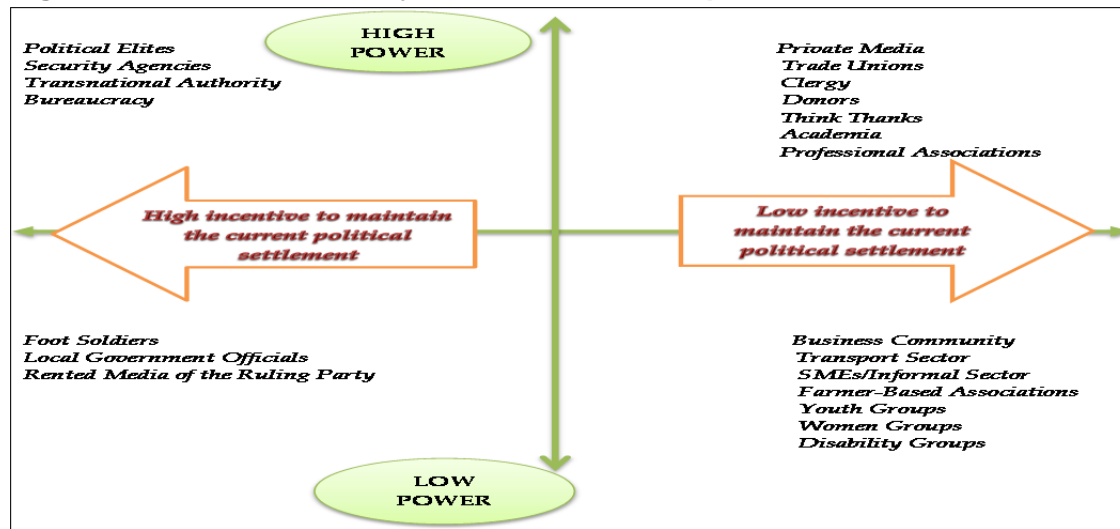 HIGH
POWER
Political Elites
Security Agencies
Transnational Authority
Bureaucracy
Private Media
Trade Unions
Clergy
Donors
Think Thanks
Academia
Professional Associations
High incentive to maintain
the current political
settlement
Low incentive to
maintain the current
political settlement
Foot Soldiers
Local Government Officials
Rented Media of the Ruling Party
Business Community
Transport Sector
SMEs/Informal Sector
Farmer-Based Associations
Youth Groups
Women Groups
Disability Groups
LOW
POWER